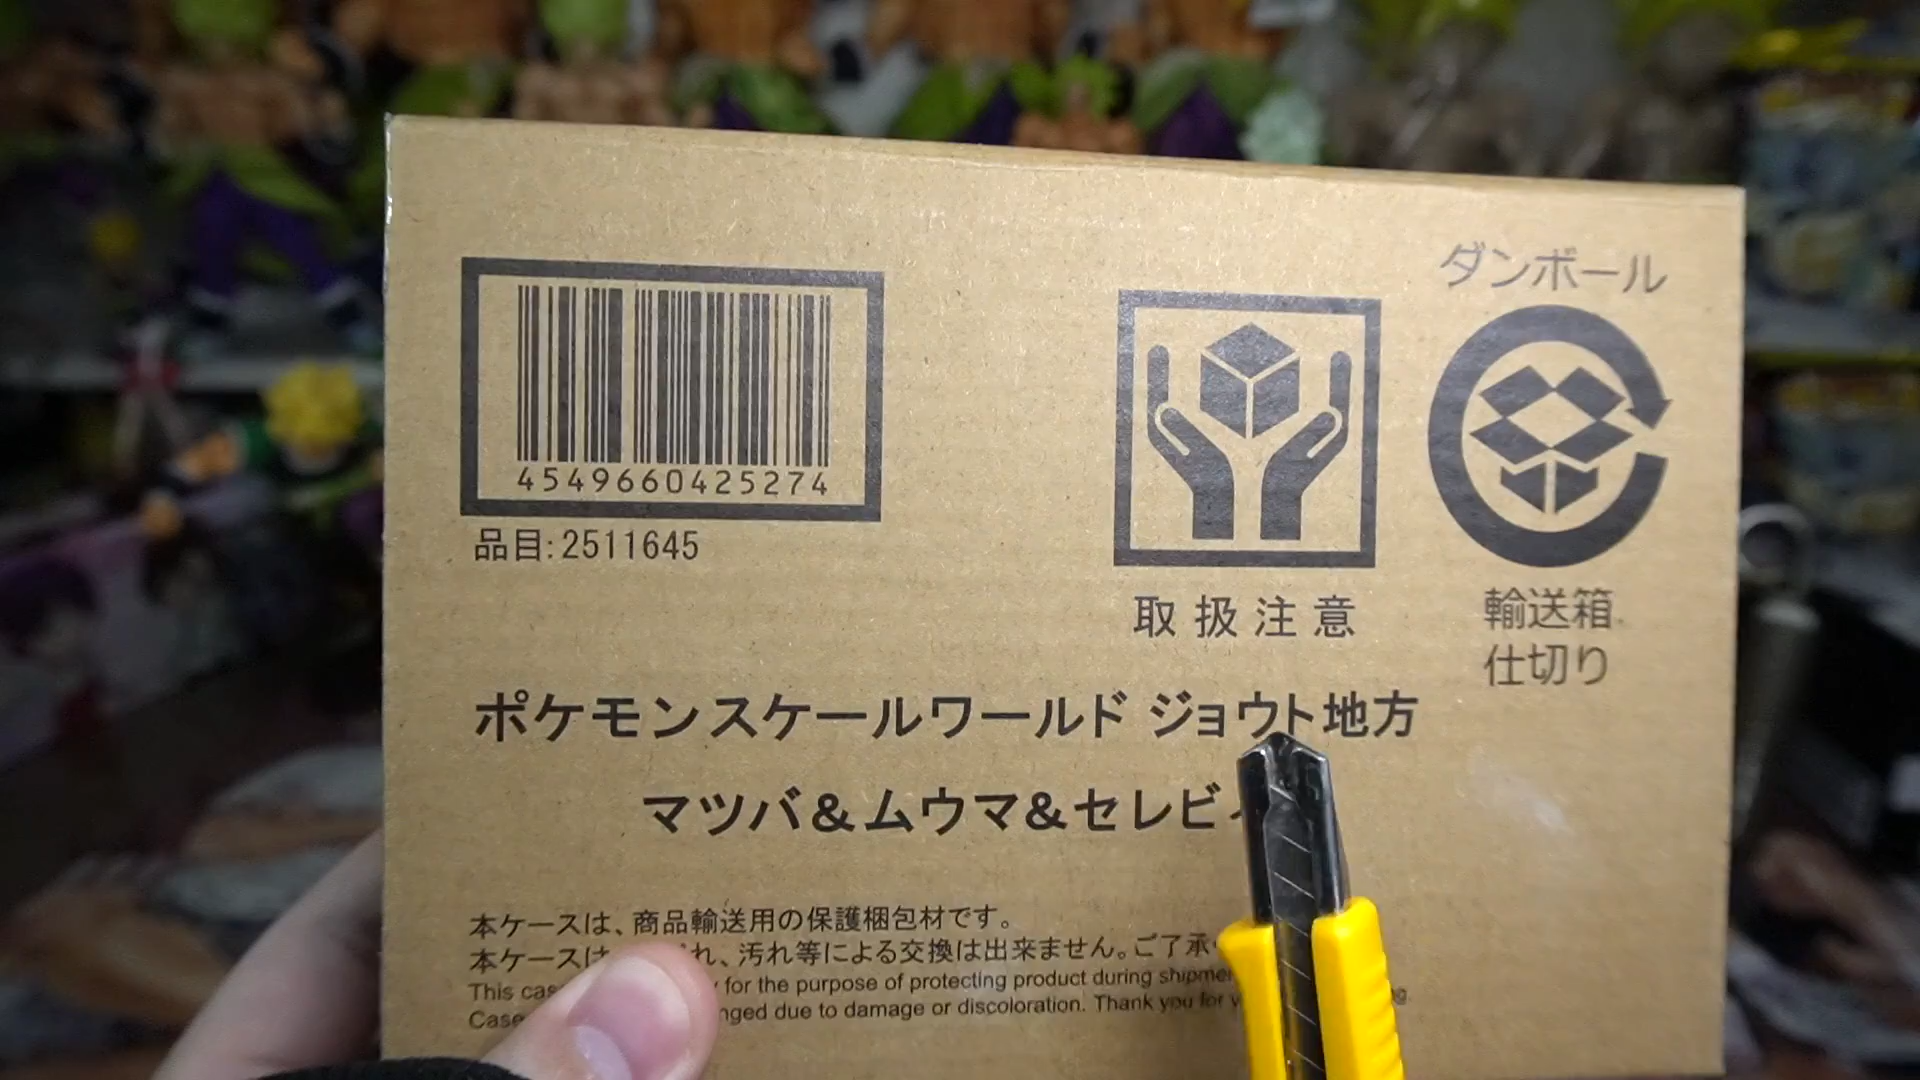 4549660425274
品目:2511645
ダンボール
取扱注意
輸送箱
仕切り
ポケモンスケールワールド ジョウト地方
マツバ&ムウマ&セレビィ
本ケースは、商品輸送用の保護梱包材です。
本ケースは れ、汚れ等による交換は出来ません。ご了承
This for the purpose of protecting product during
Case due to damage or discoloration. Thank you for